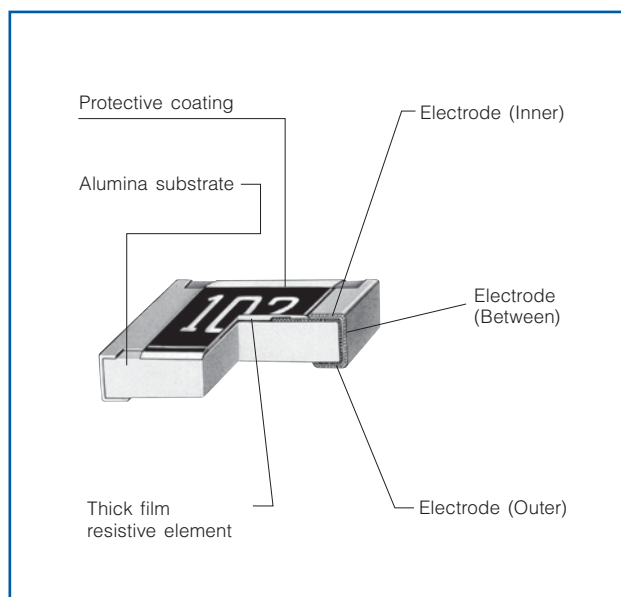 Protective coating
Electrode (Inner)
Alumina substrate
Electrode
(Between)
102
Thick film
resistive element
Electrode (Outer)